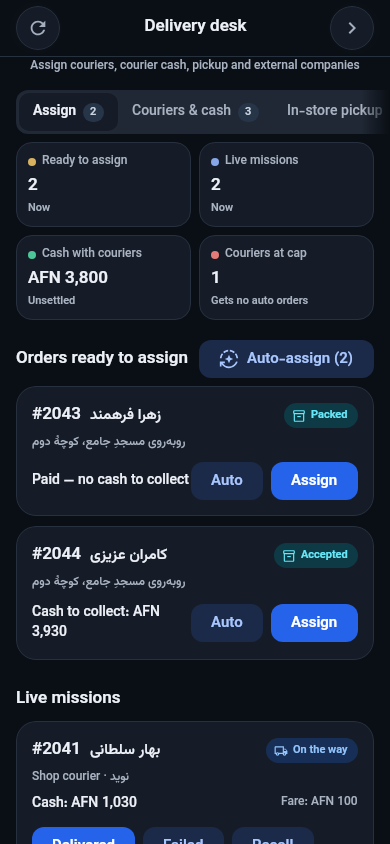 Delivery desk
Assign couriers, courier cash, pickup and external companies
Assign 2 Couriers & cash 3 In-store pickup
Ready to assign
2
Now
Live missions
2
Now
Cash with couriers
AFN 3,800
Unsettled
Couriers at cap
1
Gets no auto orders
Orders ready to assign
Auto-assign (2)
#2043 زهرا فرهمند
Packed
روبه‌روی مسجد جامع، کوچهٔ دوم
Paid — no cash to collect
Auto
Assign
#2044 کامران عزیزی
Accepted
روبه‌روی مسجد جامع، کوچهٔ دوم
Cash to collect: AFN
3,930
Auto
Assign
Live missions
#2041 بهار سلطانی
On the way
Shop courier · نوید
Cash: AFN 1,030
Fare: AFN 100
Delivered
Failed
Recall